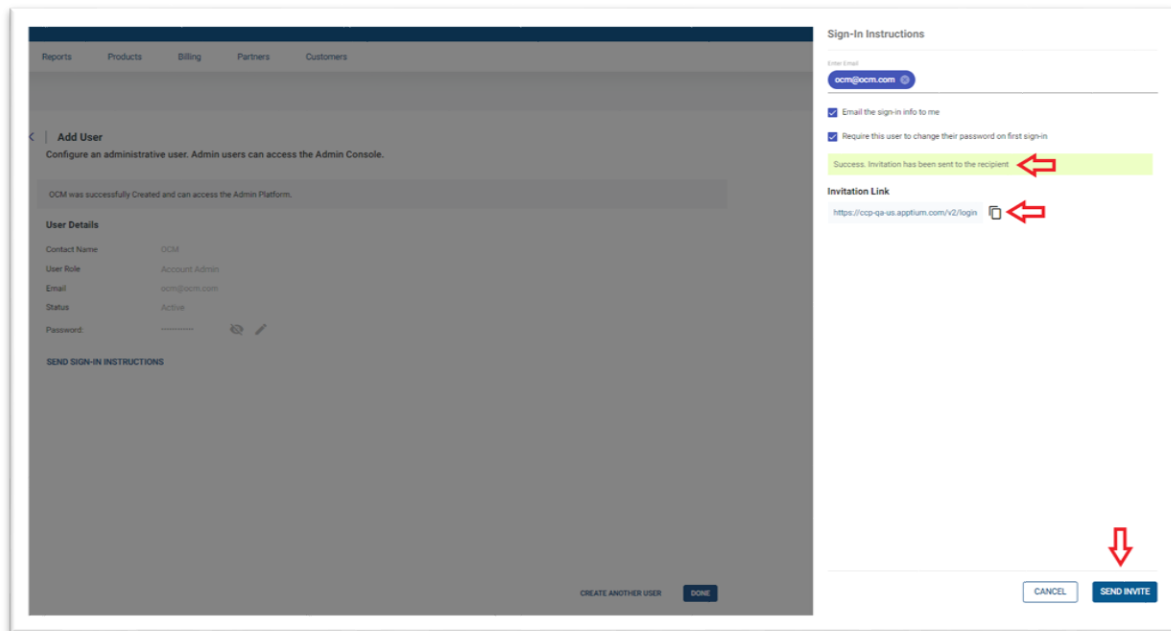 Reports Products Billing Partners Customers
Add User
Configure an administrative user. Admin users can access the Admin Console.
OCM was successfully Created and can access the Admin Platform.
User Details
Contact Name OCM
User Role Account Admin
Email ocm@ocm.com
Status Active
Password:
SEND SIGN-IN INSTRUCTIONS
CREATE ANOTHER USER DONE
Sign-In Instructions
Enter Email
ocm@ocm.com
Email the sign-in info to me
Require this user to change their password on first sign-in
Success. Invitation has been sent to the recipient
Invitation Link
https://ccp-qa-us.apptium.com/v2/login
CANCEL SEND INVITE